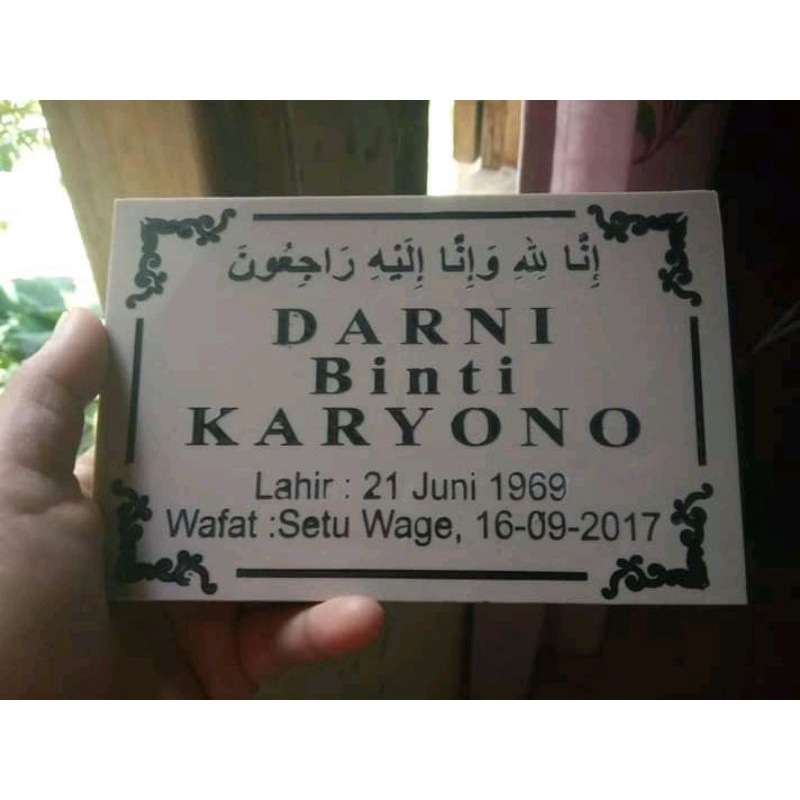 إِنَّا لِلّٰهِ وَإِنَّا إِلَيْهِ رَاجِعُونَ
DARNI
Binti
KARYONO
Lahir : 21 Juni 1969
Wafat :Setu Wage, 16-09-2017